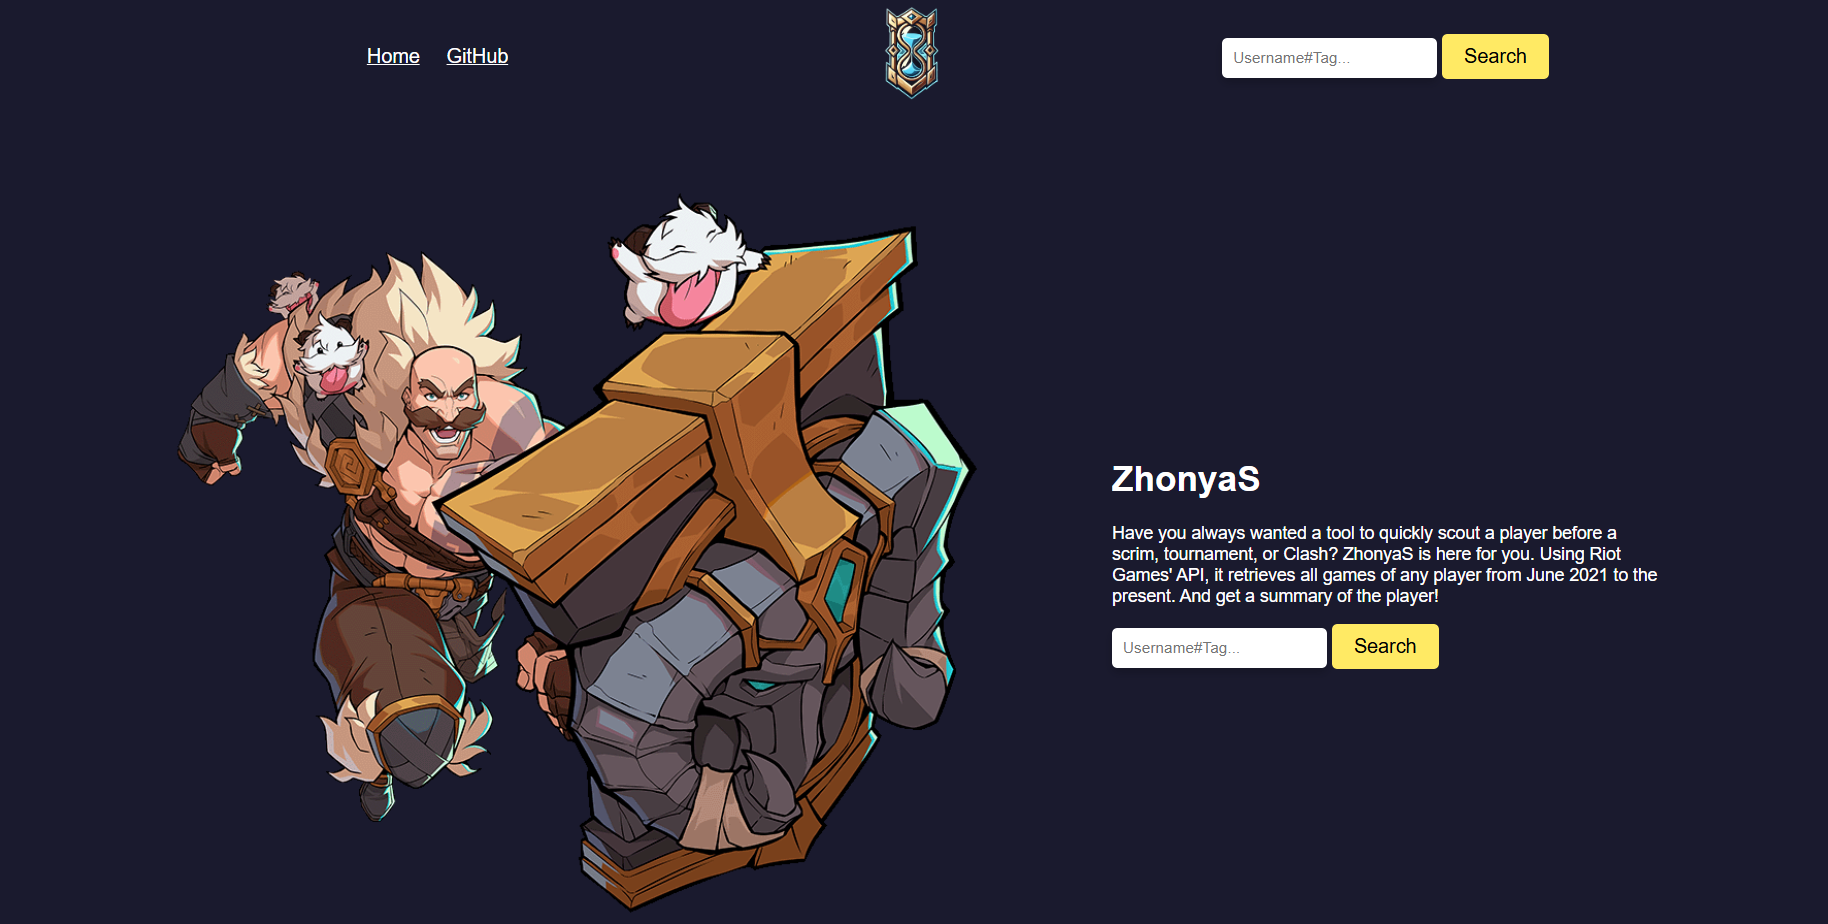 Home
GitHub
Username#Tag...
Search
ZhonyaS
Have you always wanted a tool to quickly scout a player before a
scrim, tournament, or Clash? ZhonyaS is here for you. Using Riot
Games' API, it retrieves all games of any player from June 2021 to the
present. And get a summary of the player!
Username#Tag...
Search